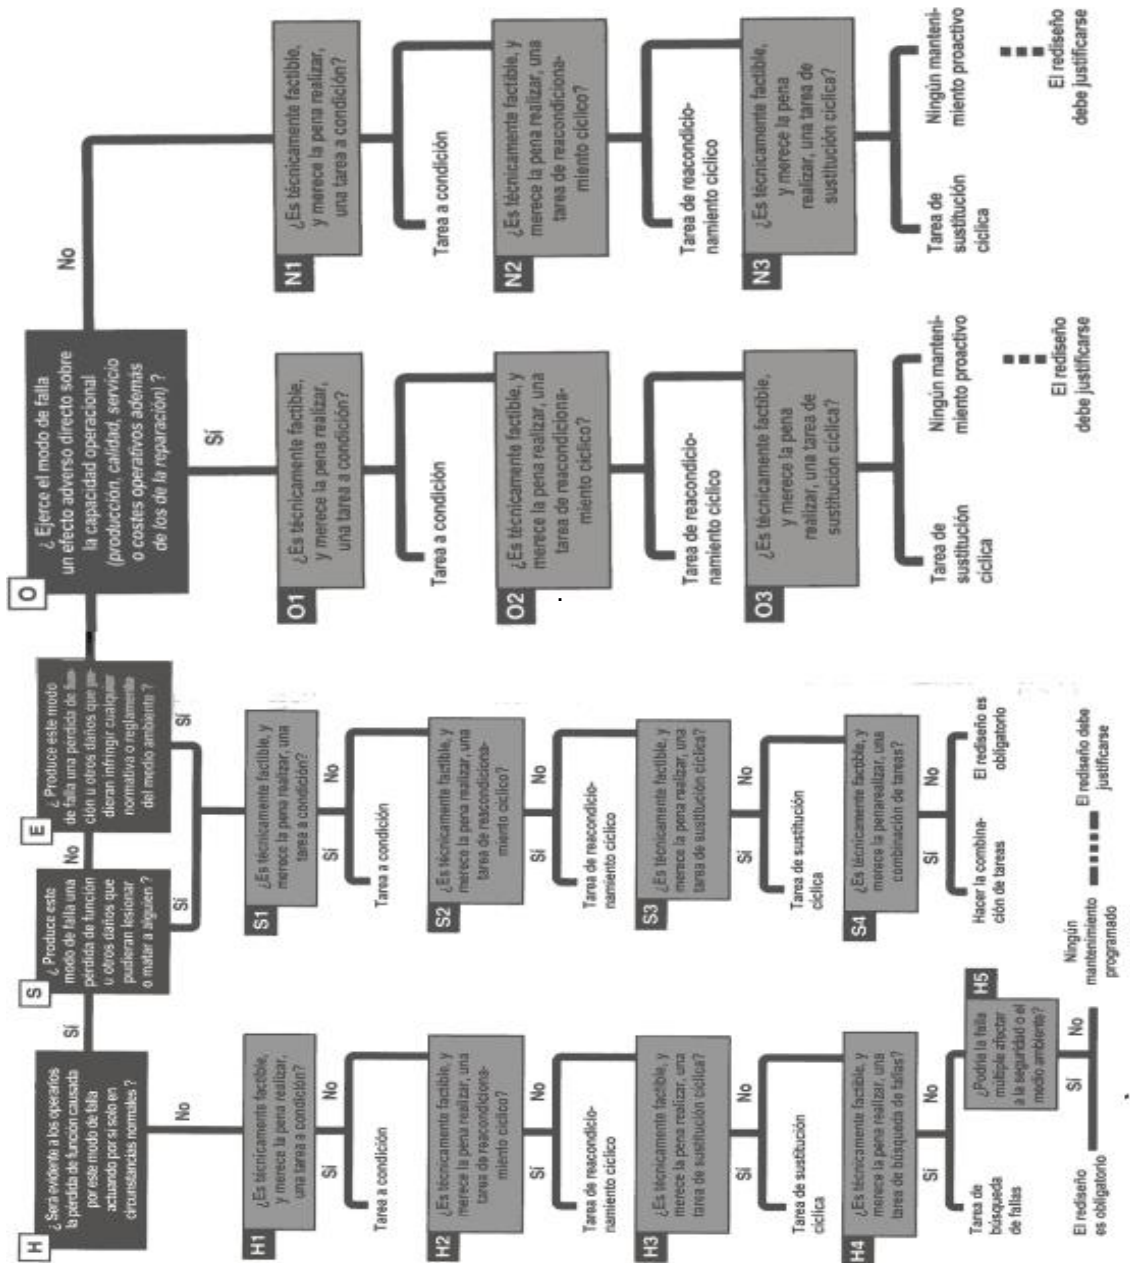 H
¿ Será evidente a los operarios
la pérdida de función causada
por este modo de falla
actuando por si solo en
circunstancias normales ?
Sí
No
S
¿ Produce este
modo de falla una
pérdida de función
u otros daños que
pudieran lesionar
o matar a alguien ?
No
Sí
E
¿ Produce este modo
de falla una pérdida de fun-
ción u otros daños que pu-
dieran infringir cualquier
normativa o reglamento
del medio ambiente ?
Sí
O
¿ Ejerce el modo de falla
un efecto adverso directo sobre
la capacidad operacional
(producción, calidad, servicio
o costes operativos además
de los de la reparación) ?
Sí
No
H1
¿Es técnicamente factible,
y merece la pena realizar,
una tarea a condición?
Sí
No
Tarea a condición
H2
¿Es técnicamente factible, y
merece la pena realizar, una
tarea de reacondiciona-
miento cíclico?
Sí
No
Tarea de reacondicio-
namiento cíclico
H3
¿Es técnicamente factible, y
merece la pena realizar, una
tarea de sustitución cíclica?
Sí
No
Tarea de sustitución
cíclica
H4
¿Es técnicamente factible, y
merece la pena realizar, una
tarea de búsqueda de fallas?
Sí
No
Tarea de
búsqueda
de fallas
H5
¿Podría la falla
múltiple afectar
a la seguridad o el
medio ambiente?
Sí
No
El rediseño
es obligatorio
Ningún
mantenimiento
programado
El rediseño debe
justificarse
S1
¿Es técnicamente factible, y
merece la pena realizar, una
tarea a condición?
Sí
No
Tarea a condición
S2
¿Es técnicamente factible, y
merece la pena realizar, una
tarea de reacondiciona-
miento cíclico?
Sí
No
Tarea de reacondicio-
namiento cíclico
S3
¿Es técnicamente factible, y
merece la pena realizar, una
tarea de sustitución cíclica?
Sí
No
Tarea de sustitución
cíclica
S4
¿Es técnicamente factible, y
merece la penarealizar, una
combinación de tareas?
Sí
No
Hacer la combina-
ción de tareas
El rediseño es
obligatorio
O1
¿Es técnicamente factible,
y merece la pena realizar,
una tarea a condición?
Tarea a condición
O2
¿Es técnicamente factible, y
merece la pena realizar, una
tarea de reacondiciona-
miento cíclico?
Tarea de reacondicio-
namiento cíclico
O3
¿Es técnicamente factible,
y merece la pena
realizar, una tarea de
sustitución cíclica?
Tarea de
sustitución
cíclica
Ningún manteni-
miento proactivo
El rediseño
debe justificarse
N1
¿Es técnicamente factible,
y merece la pena realizar,
una tarea a condición?
Tarea a condición
N2
¿Es técnicamente factible, y
merece la pena realizar, una
tarea de reacondiciona-
miento cíclico?
Tarea de reacondicio-
namiento cíclico
N3
¿Es técnicamente factible,
y merece la pena
realizar, una tarea de
sustitución cíclica?
Tarea de
sustitución
cíclica
Ningún manteni-
miento proactivo
El rediseño
debe justificarse